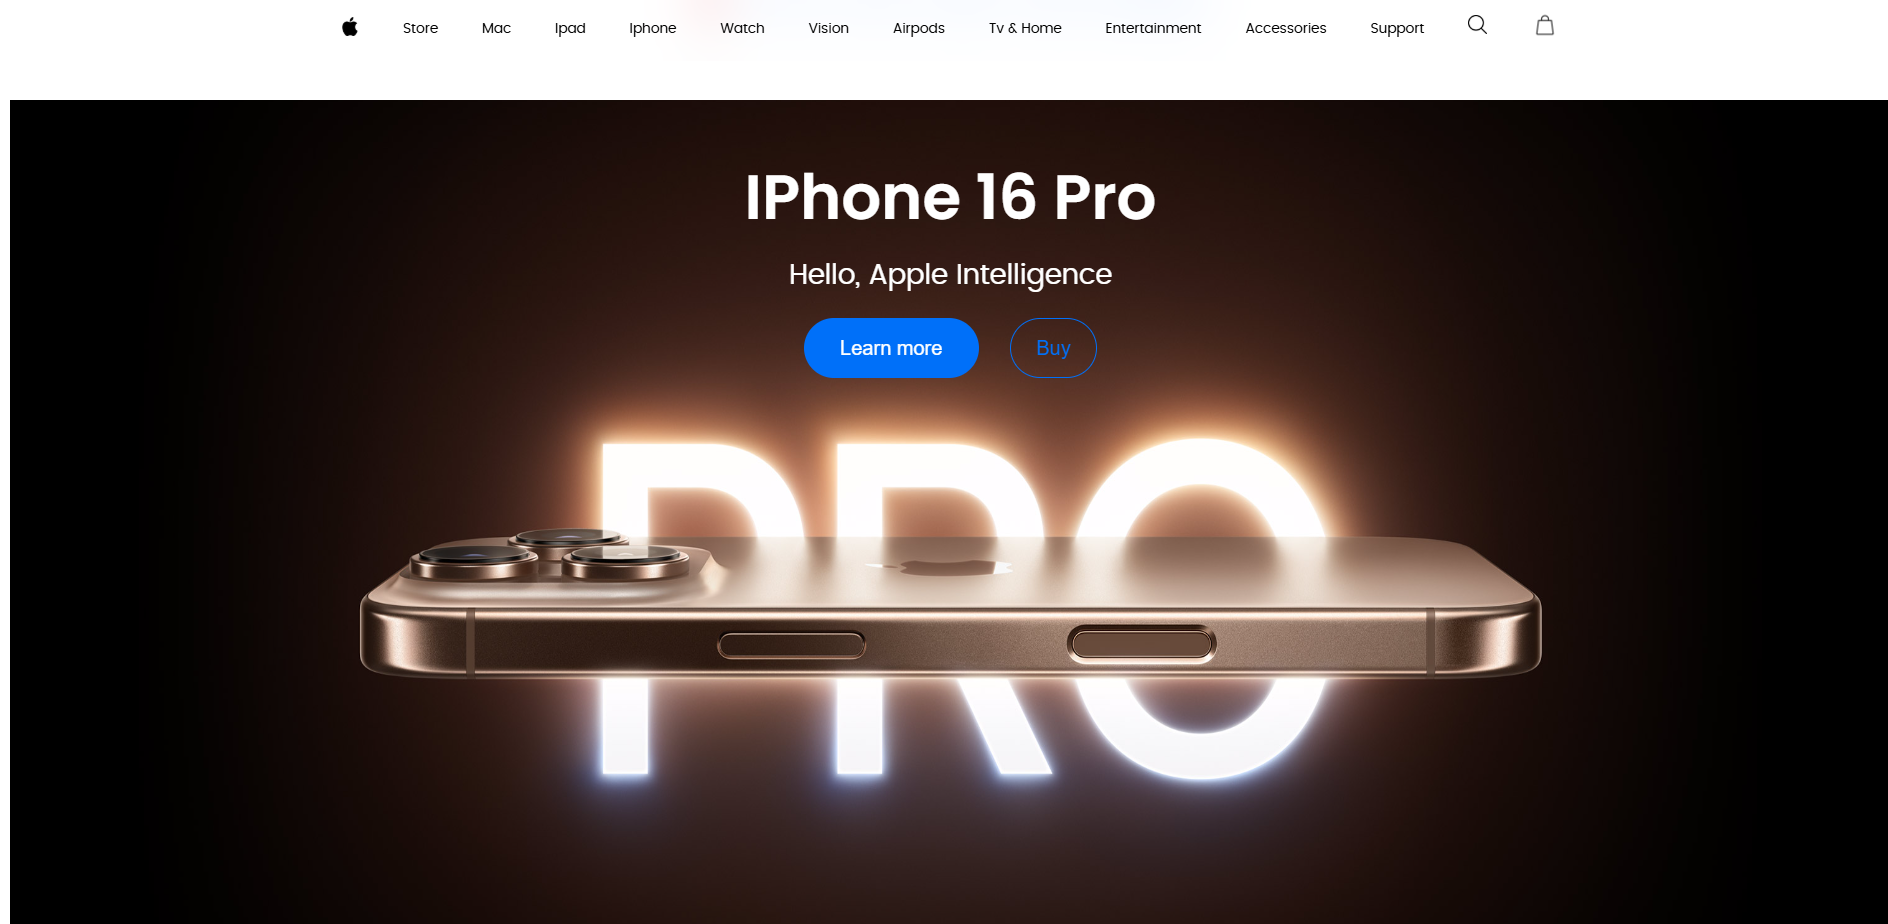 Store Mac Ipad Iphone Watch Vision Airpods Tv & Home Entertainment Accessories Support
IPhone 16 Pro
Hello, Apple Intelligence
Learn more Buy
PRO